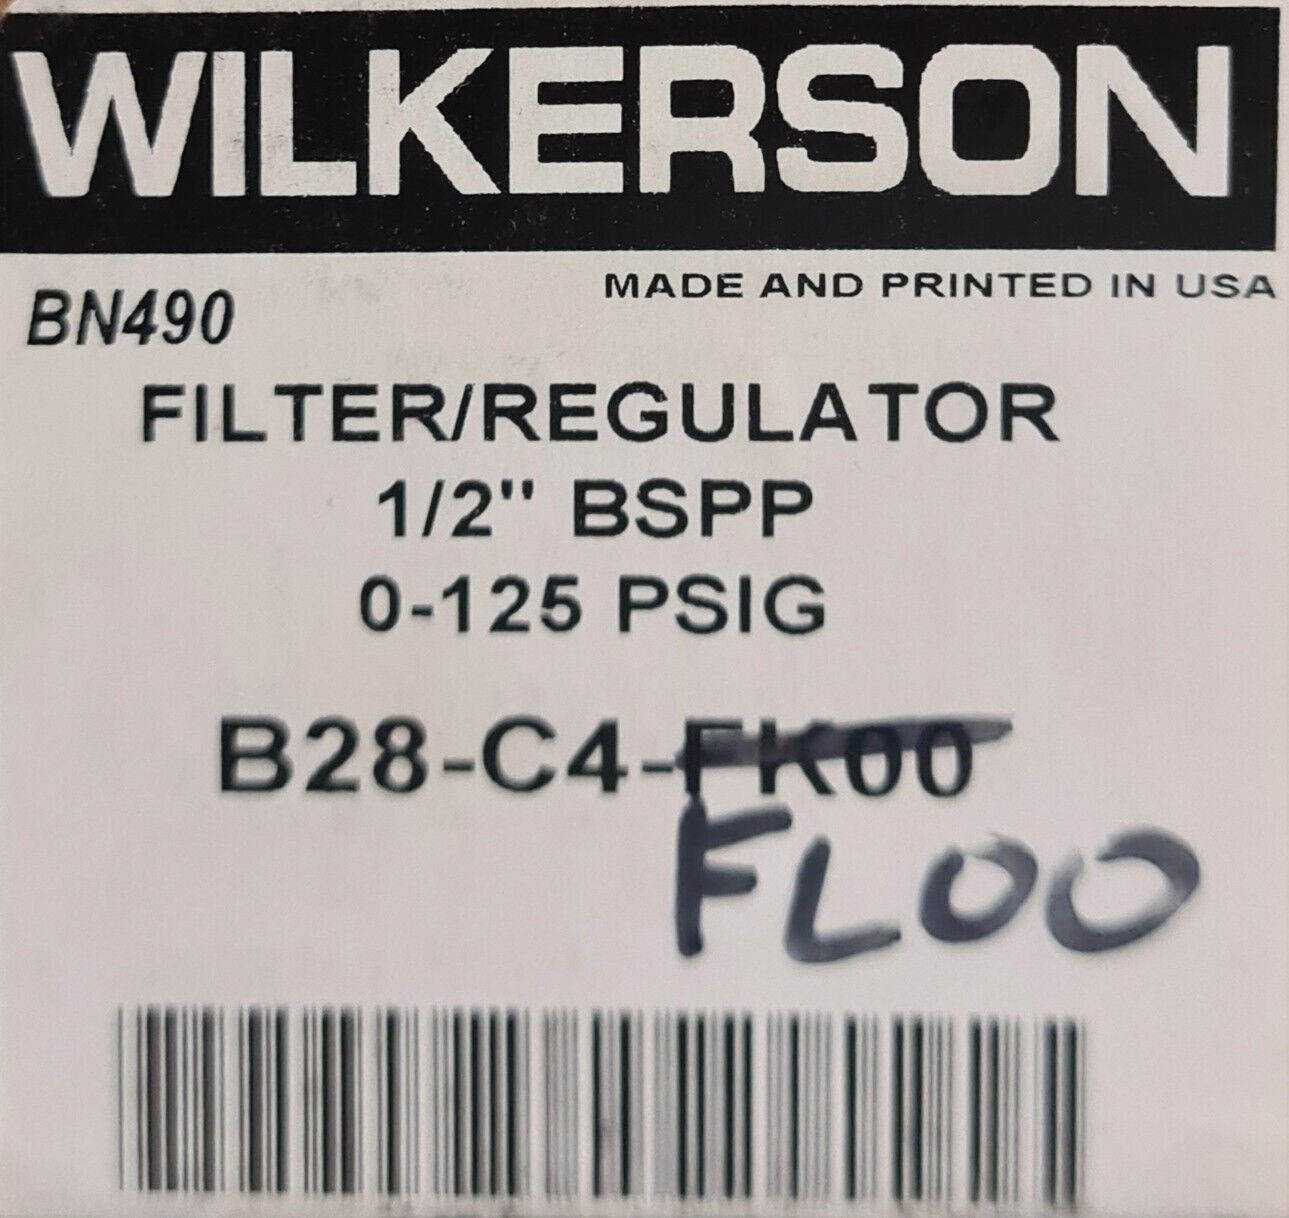 WILKERSON
MADE AND PRINTED IN USA
BN490
FILTER/REGULATOR
1/2" BSPP
0-125 PSIG
B28-C4-FK00
FL00